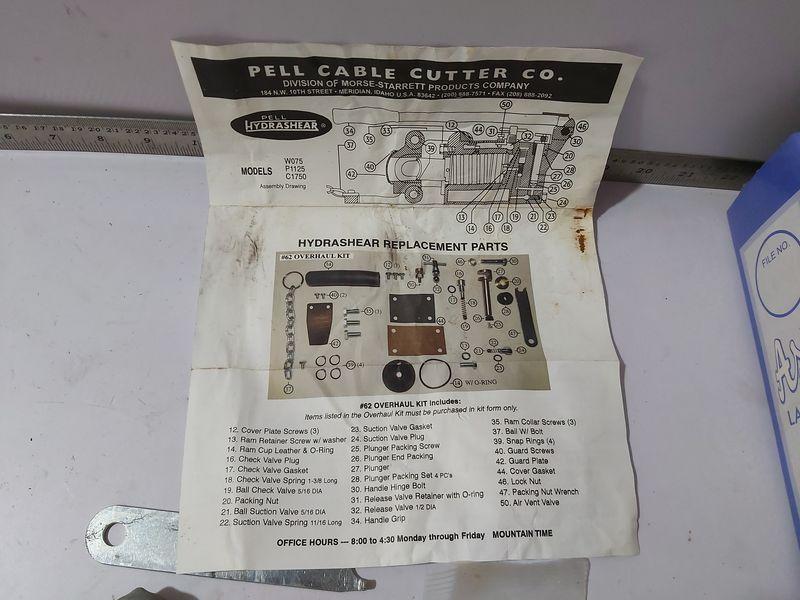 PELL CABLE CUTTER CO.
DIVISION OF MORSE-STARRETT PRODUCTS COMPANY
184 N.W. 10TH STREET • MERIDIAN, IDAHO U.S.A. 83642 • (208) 888-7571 • FAX (208) 888-2092
PELL
HYDRASHEAR®
MODELS W075
P1125
C1750
Assembly Drawing
HYDRASHEAR REPLACEMENT PARTS
#62 OVERHAUL KIT
W/ O-RING
#62 OVERHAUL KIT includes:
Items listed in the Overhaul Kit must be purchased in kit form only.
12. Cover Plate Screws (3)
13. Ram Retainer Screw w/ washer
14. Ram Cup Leather & O-Ring
16. Check Valve Plug
17. Check Valve Gasket
18. Check Valve Spring 1-3/8 Long
19. Ball Check Valve 5/16 DIA
20. Packing Nut
21. Ball Suction Valve 5/16 DIA
22. Suction Valve Spring 11/16 Long
23. Suction Valve Gasket
24. Suction Valve Plug
25. Plunger Packing Screw
26. Plunger End Packing
27. Plunger
28. Plunger Packing Set 4 PC's
30. Handle Hinge Bolt
31. Release Valve Retainer with O-ring
32. Release Valve 1/2 DIA
34. Handle Grip
35. Ram Collar Screws (3)
37. Ball W/ Bolt
39. Snap Rings (4)
40. Guard Screws
42. Guard Plate
44. Cover Gasket
46. Lock Nut
47. Packing Nut Wrench
50. Air Vent Valve
OFFICE HOURS — 8:00 to 4:30 Monday through Friday MOUNTAIN TIME
FILE NO.